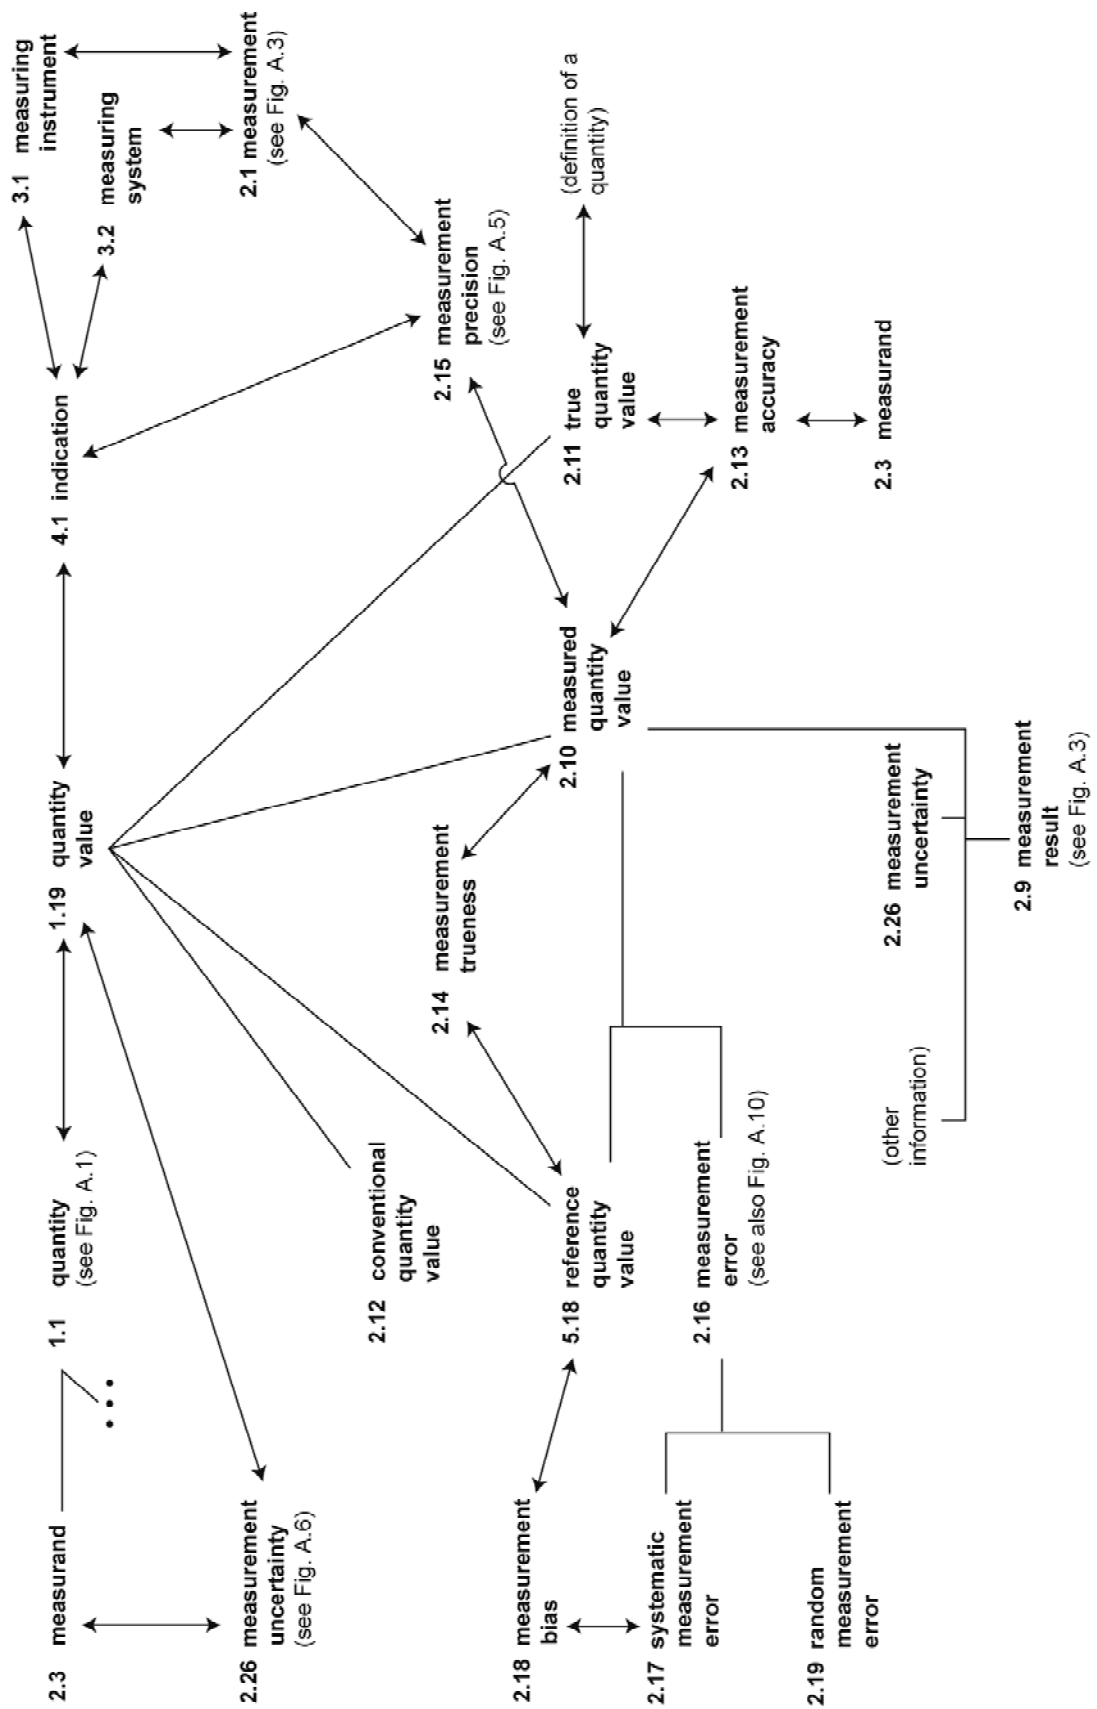 2.3 measurand
1.1 quantity
(see Fig. A.1)
1.19 quantity
value
4.1 indication
3.1 measuring
instrument
3.2 measuring
system
2.26 measurement
uncertainty
(see Fig. A.6)
2.1 measurement
(see Fig. A.3)
2.12 conventional
quantity
value
2.14 measurement
trueness
2.15 measurement
precision
(see Fig. A.5)
2.18 measurement
bias
5.18 reference
quantity
value
2.10 measured
quantity
value
2.11 true
quantity
value
(definition of a
quantity)
2.17 systematic
measurement
error
2.16 measurement
error
(see also Fig. A.10)
2.13 measurement
accuracy
2.19 random
measurement
error
(other
information)
2.26 measurement
uncertainty
2.3 measurand
2.9 measurement
result
(see Fig. A.3)